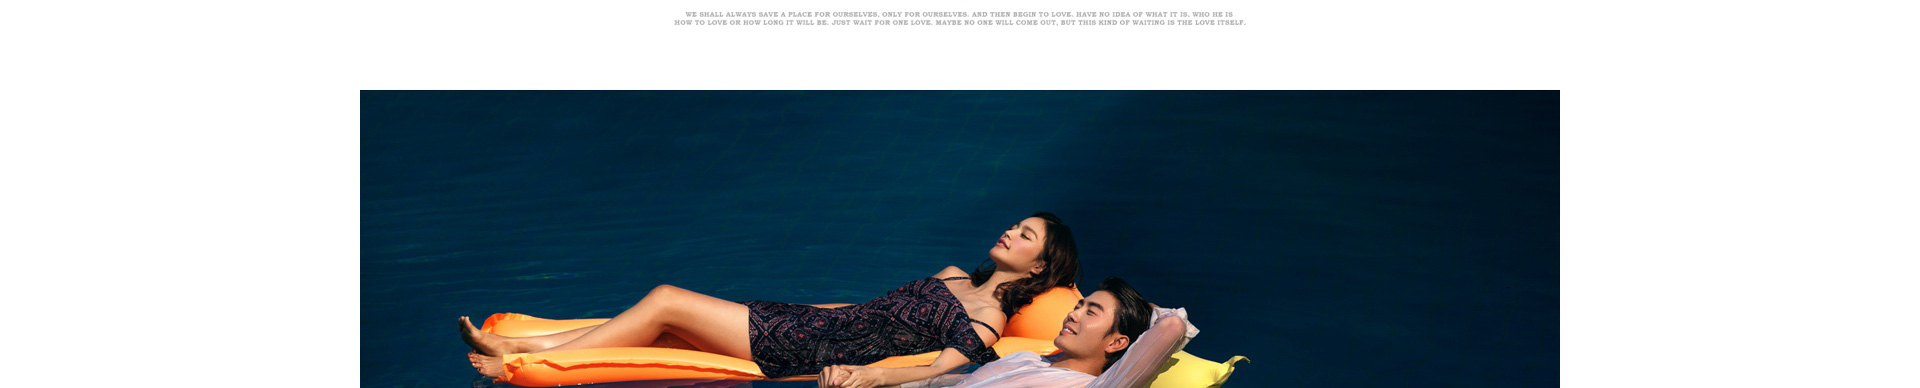 WE SHALL ALWAYS SAVE A PLACE FOR OURSELVES, ONLY FOR OURSELVES. AND THEN BEGIN TO LOVE. HAVE NO IDEA OF WHAT IT IS, WHO HE IS
HOW TO LOVE OR HOW LONG IT WILL BE. JUST WAIT FOR ONE LOVE. MAYBE NO ONE WILL COME OUT, BUT THIS KIND OF WAITING IS THE LOVE ITSELF.